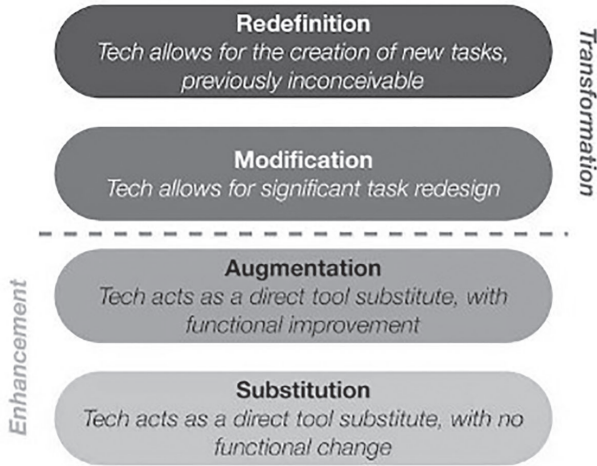 Redefinition
Tech allows for the creation of new tasks,
previously inconceivable
Transformation
Modification
Tech allows for significant task redesign
Augmentation
Tech acts as a direct tool substitute, with
functional improvement
Enhancement
Substitution
Tech acts as a direct tool substitute, with no
functional change